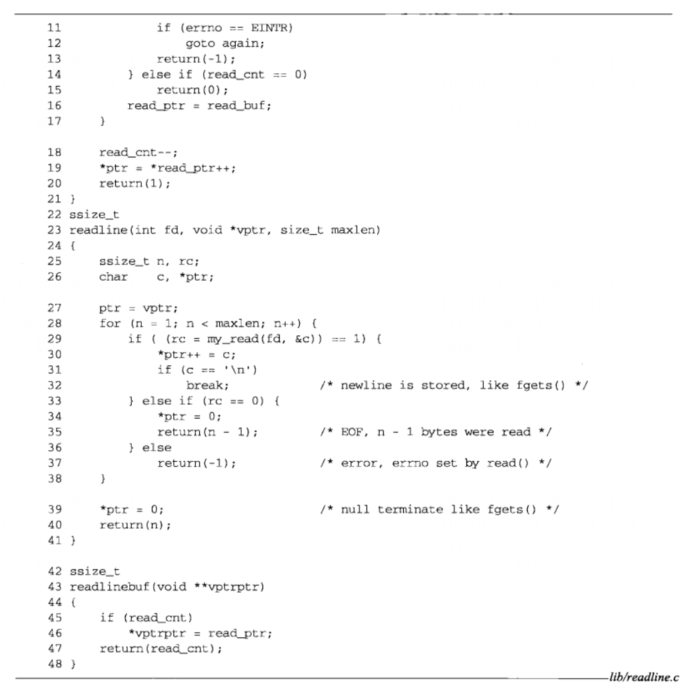 11 if (errno == EINTR)
12 goto again;
13 return(-1);
14 } else if (read_cnt == 0)
15 return(0);
16 read_ptr = read_buf;
17 }
18 read_cnt--;
19 *ptr = *read_ptr++;
20 return(1);
21 }
22 ssize_t
23 readline(int fd, void *vptr, size_t maxlen)
24 {
25 ssize_t n, rc;
26 char c, *ptr;
27 ptr = vptr;
28 for (n = 1; n < maxlen; n++) {
29 if ( (rc = my_read(fd, &c)) == 1) {
30 *ptr++ = c;
31 if (c == '\n')
32 break; /* newline is stored, like fgets() */
33 } else if (rc == 0) {
34 *ptr = 0;
35 return(n - 1); /* EOF, n - 1 bytes were read */
36 } else
37 return(-1); /* error, errno set by read() */
38 }
39 *ptr = 0; /* null terminate like fgets() */
40 return(n);
41 }
42 ssize_t
43 readlinebuf(void **vptrptr)
44 {
45 if (read_cnt)
46 *vptrptr = read_ptr;
47 return(read_cnt);
48 }
lib/readline.c